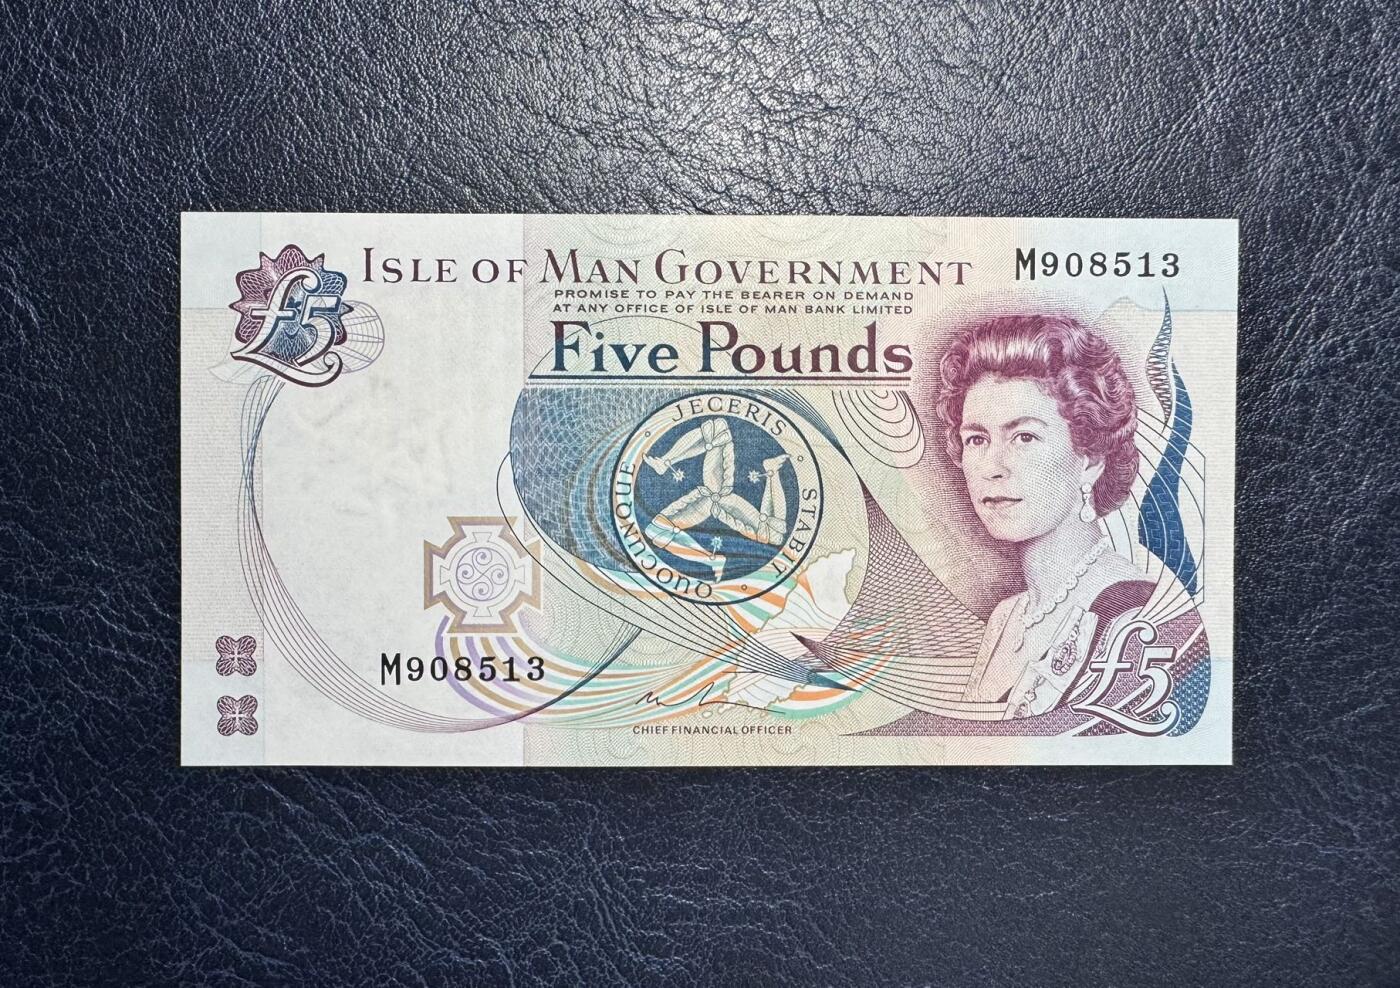 £5
ISLE OF MAN GOVERNMENT
M908513
PROMISE TO PAY THE BEARER ON DEMAND
AT ANY OFFICE OF ISLE OF MAN BANK LIMITED
Five Pounds
QUOCUNQUE JECERIS STABIT
M908513
CHIEF FINANCIAL OFFICER
£5